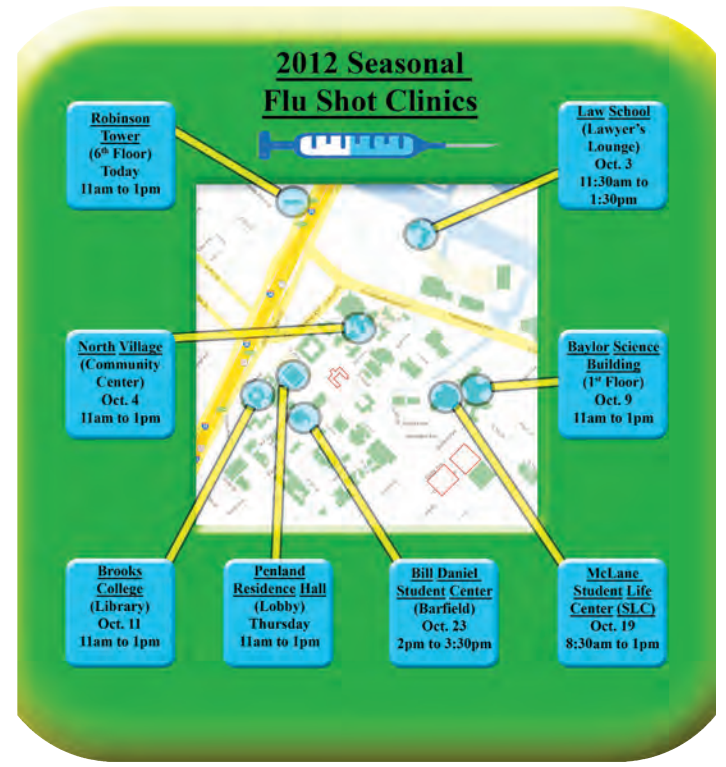 2012 Seasonal
Flu Shot Clinics
Robinson
Tower
(6th Floor)
Today
11am to 1pm
Law School
(Lawyer's
Lounge)
Oct. 3
11:30am to
1:30pm
North Village
(Community
Center)
Oct. 4
11am to 1pm
Baylor Science
Building
(1st Floor)
Oct. 9
11am to 1pm
Brooks
College
(Library)
Oct. 11
11am to 1pm
Penland
Residence Hall
(Lobby)
Thursday
11am to 1pm
Bill Daniel
Student Center
(Barfield)
Oct. 23
2pm to 3:30pm
McLane
Student Life
Center (SLC)
Oct. 19
8:30am to 1pm